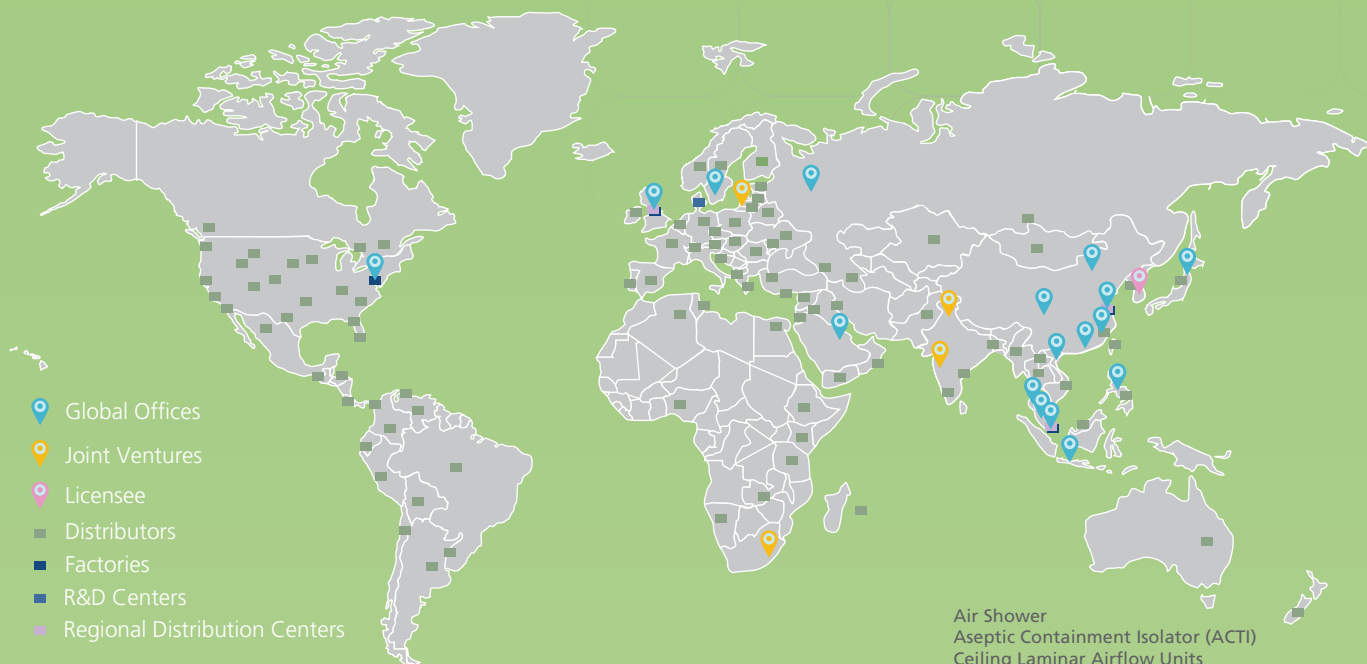 Global Offices
Joint Ventures
Licensee
Distributors
Factories
R&D Centers
Regional Distribution Centers
Air Shower
Aseptic Containment Isolator (ACTI)
Ceiling Laminar Airflow Units